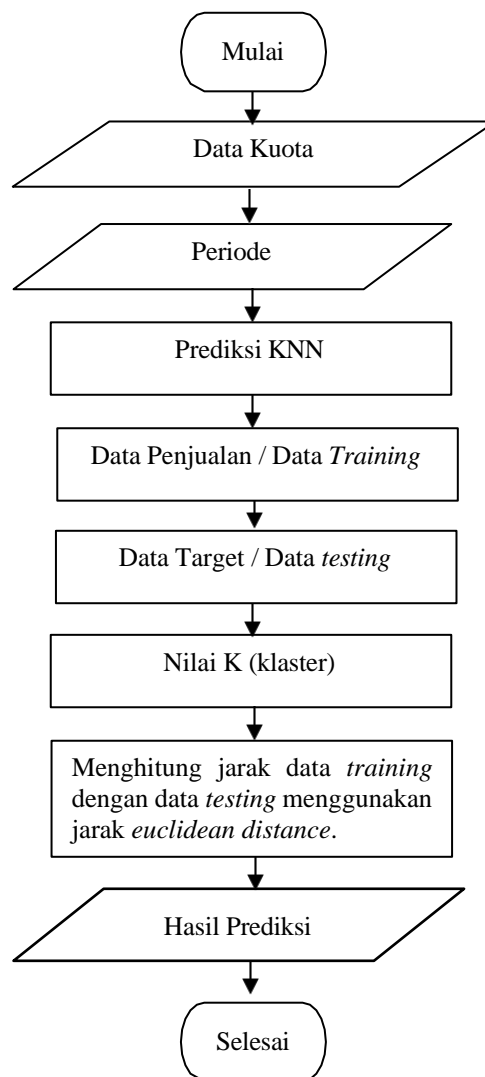 Mulai
Data Kuota
Periode
Prediksi KNN
Data Penjualan / Data Training
Data Target / Data testing
Nilai K (klaster)
Menghitung jarak data training
dengan data testing menggunakan
jarak euclidean distance.
Hasil Prediksi
Selesai